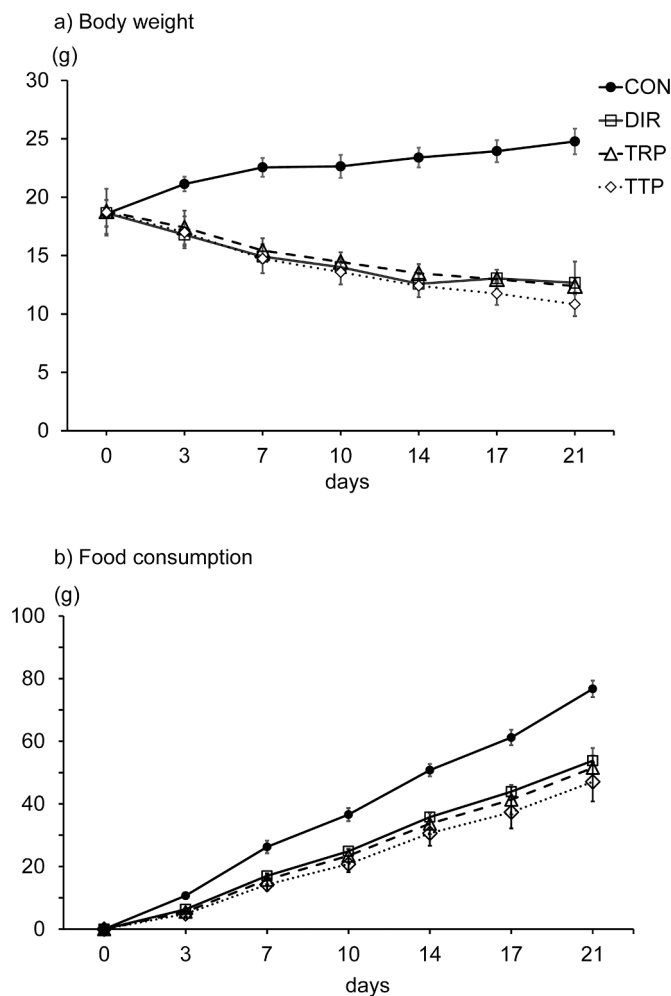 a) Body weight
(g)
30
25
20
15
10
5
0
0 3 7 10 14 17 21
days
CON
DIR
TRP
TTP
b) Food consumption
(g)
100
80
60
40
20
0
0 3 7 10 14 17 21
days